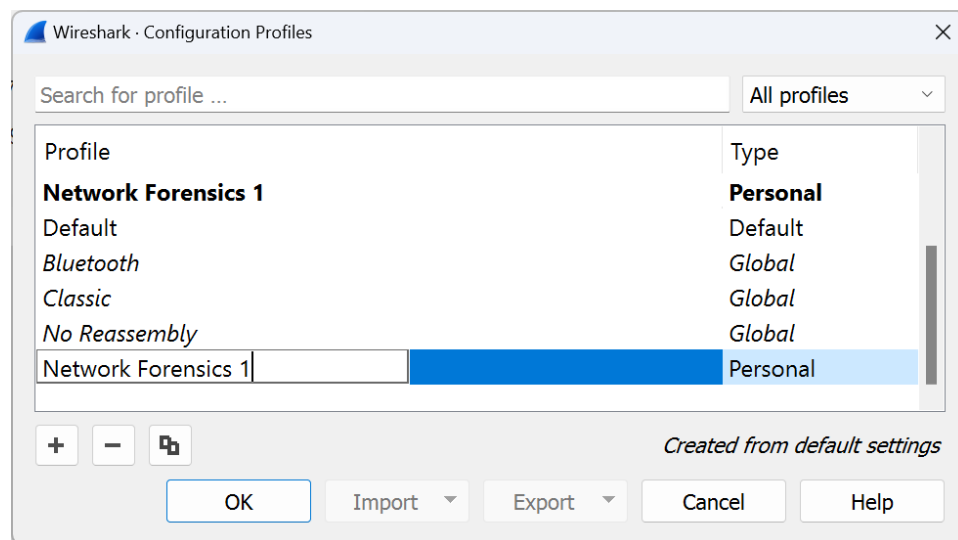 Wireshark · Configuration Profiles
Search for profile ...
All profiles
Profile Type
Network Forensics 1 Personal
Default Default
Bluetooth Global
Classic Global
No Reassembly Global
Network Forensics 1 Personal
Created from default settings
OK Import Export Cancel Help